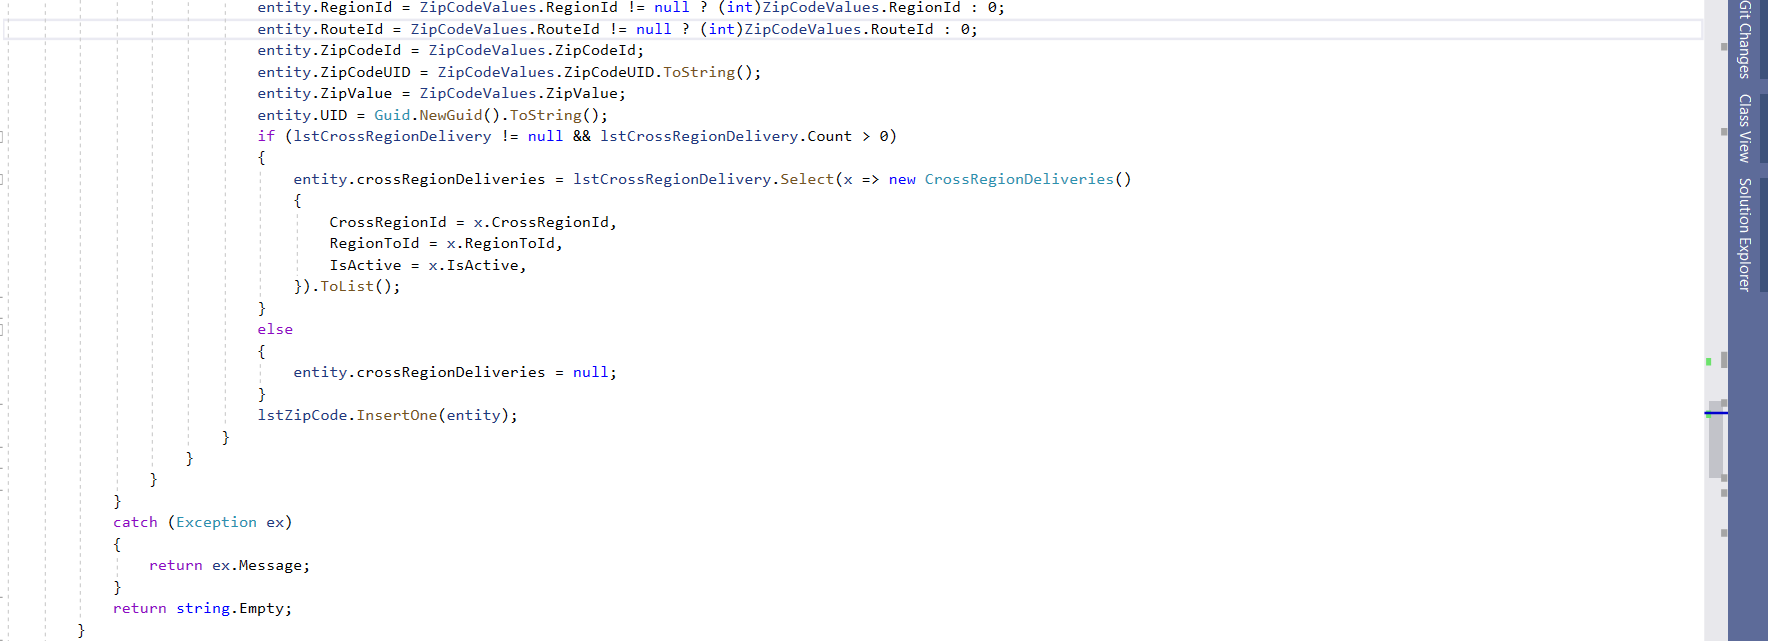 entity.RegionId = ZipCodeValues.RegionId != null ? (int)ZipCodeValues.RegionId : 0;
entity.RouteId = ZipCodeValues.RouteId != null ? (int)ZipCodeValues.RouteId : 0;
entity.ZipCodeId = ZipCodeValues.ZipCodeId;
entity.ZipCodeUID = ZipCodeValues.ZipCodeUID.ToString();
entity.ZipValue = ZipCodeValues.ZipValue;
entity.UID = Guid.NewGuid().ToString();
if (lstCrossRegionDelivery != null && lstCrossRegionDelivery.Count > 0)
{
entity.crossRegionDeliveries = lstCrossRegionDelivery.Select(x => new CrossRegionDeliveries()
{
CrossRegionId = x.CrossRegionId,
RegionToId = x.RegionToId,
IsActive = x.IsActive,
}).ToList();
}
else
{
entity.crossRegionDeliveries = null;
}
lstZipCode.InsertOne(entity);
}
}
}
}
catch (Exception ex)
{
return ex.Message;
}
return string.Empty;
}
Git Changes
Class View
Solution Explorer